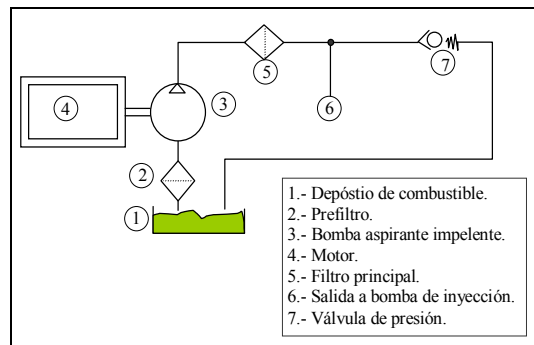 4
3
5
6
7
2
1
1.- Depóstio de combustible.
2.- Prefiltro.
3.- Bomba aspirante impelente.
4.- Motor.
5.- Filtro principal.
6.- Salida a bomba de inyección.
7.- Válvula de presión.